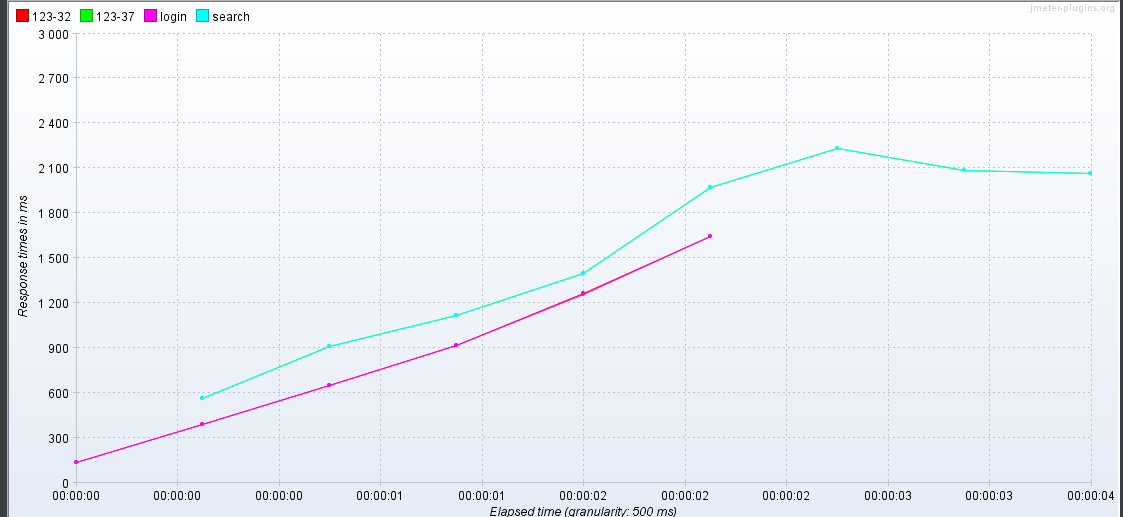 123-32 123-37 login search
jmeter-plugins.org
3 000
2 700
2 400
2 100
1 800
1 500
1 200
900
600
300
0
Response times in ms
00:00:00 00:00:00 00:00:00 00:00:01 00:00:01 00:00:02 00:00:02 00:00:02 00:00:03 00:00:03 00:00:04
Elapsed time (granularity: 500 ms)